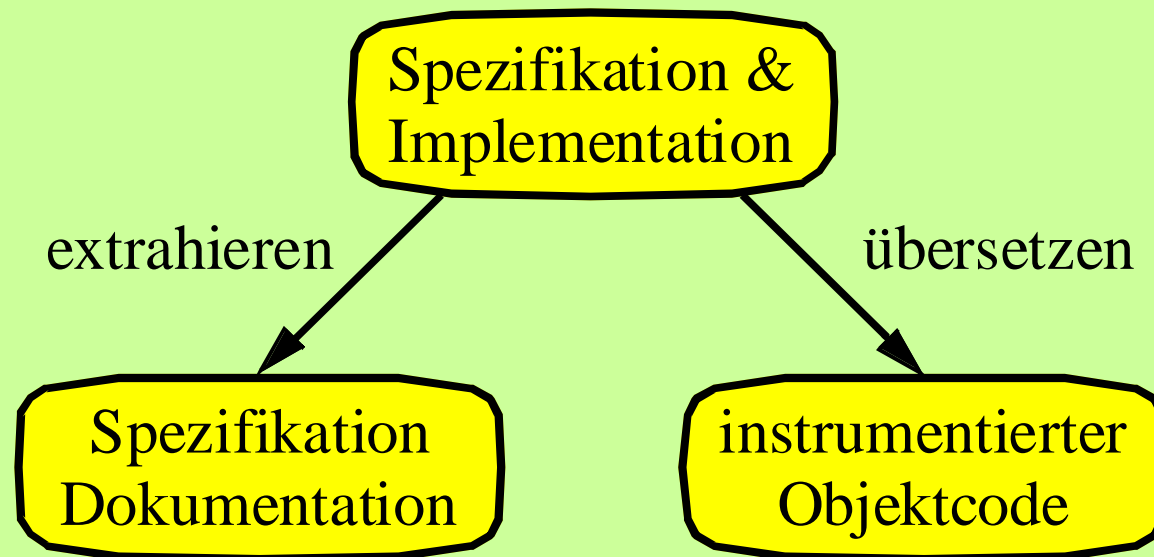 Spezifikation &
Implementation
extrahieren
übersetzen
Spezifikation
Dokumentation
instrumentierter
Objektcode